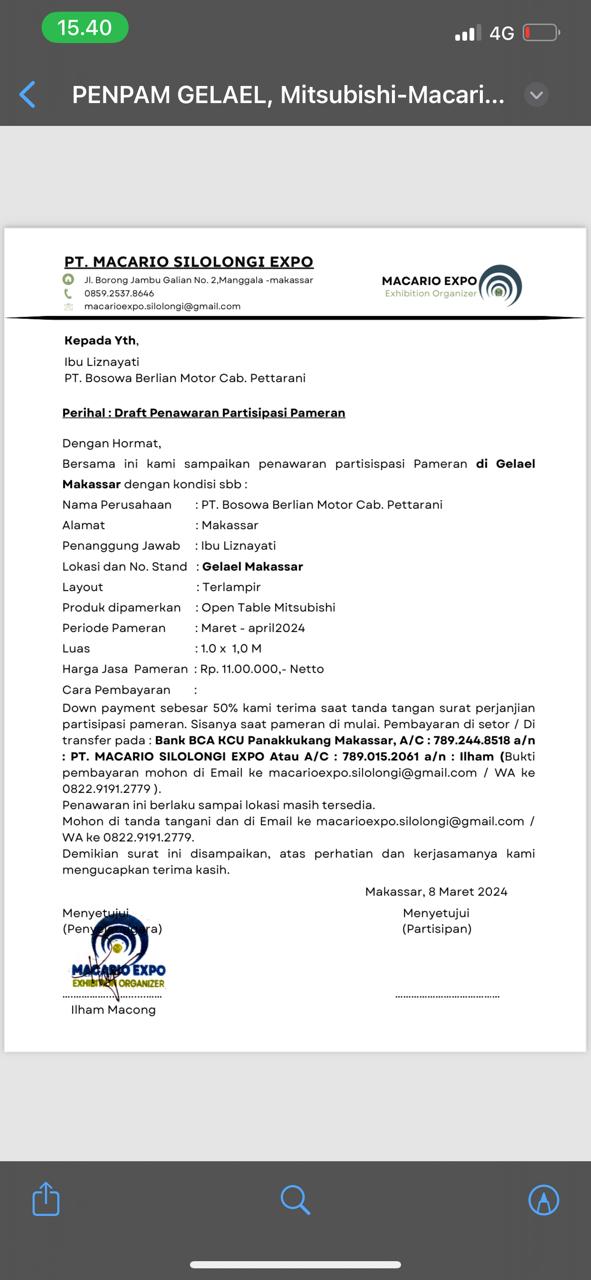 15.40
4G
PENPAM GELAEL, Mitsubishi-Macari...
PT. MACARIO SILOLONGI EXPO
Jl. Borong Jambu Galian No. 2,Manggala -makassar
0859.2537.8646
macarioexpo.silolongi@gmail.com
MACARIO EXPO
Exhibition Organizer
Kepada Yth,
Ibu Liznayati
PT. Bosowa Berlian Motor Cab. Pettarani
Perihal : Draft Penawaran Partisipasi Pameran
Dengan Hormat,
Bersama ini kami sampaikan penawaran partisispasi Pameran di Gelael
Makassar dengan kondisi sbb :
Nama Perusahaan : PT. Bosowa Berlian Motor Cab. Pettarani
Alamat : Makassar
Penanggung Jawab : Ibu Liznayati
Lokasi dan No. Stand : Gelael Makassar
Layout : Terlampir
Produk dipamerkan : Open Table Mitsubishi
Periode Pameran : Maret - april2024
Luas : 1.0 x 1,0 M
Harga Jasa Pameran : Rp. 11.00.000,- Netto
Cara Pembayaran :
Down payment sebesar 50% kami terima saat tanda tangan surat perjanjian
partisipasi pameran. Sisanya saat pameran di mulai. Pembayaran di setor / Di
transfer pada : Bank BCA KCU Panakkukang Makassar, A/C : 789.244.8518 a/n
: PT. MACARIO SILOLONGI EXPO Atau A/C : 789.015.2061 a/n : Ilham (Bukti
pembayaran mohon di Email ke macarioexpo.silolongi@gmail.com / WA ke
0822.9191.2779 ).
Penawaran ini berlaku sampai lokasi masih tersedia.
Mohon di tanda tangani dan di Email ke macarioexpo.silolongi@gmail.com /
WA ke 0822.9191.2779.
Demikian surat ini disampaikan, atas perhatian dan kerjasamanya kami
mengucapkan terima kasih.
Makassar, 8 Maret 2024
Menyetujui
(Penyelenggara)
MACARIO EXPO
EXHIBITION ORGANIZER
Ilham Macong
Menyetujui
(Partisipan)